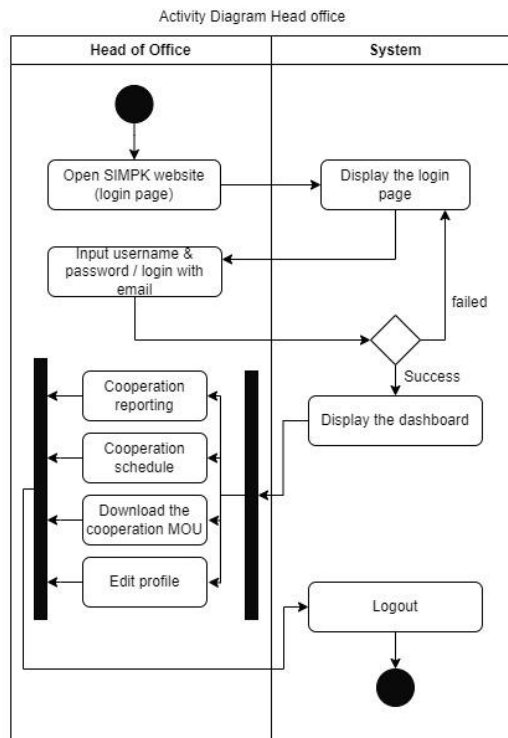 Activity Diagram Head office
Head of Office
System
Open SIMPK website
(login page)
Display the login
page
Input username &
password / login with
email
failed
Success
Cooperation
reporting
Display the dashboard
Cooperation
schedule
Download the
cooperation MOU
Edit profile
Logout